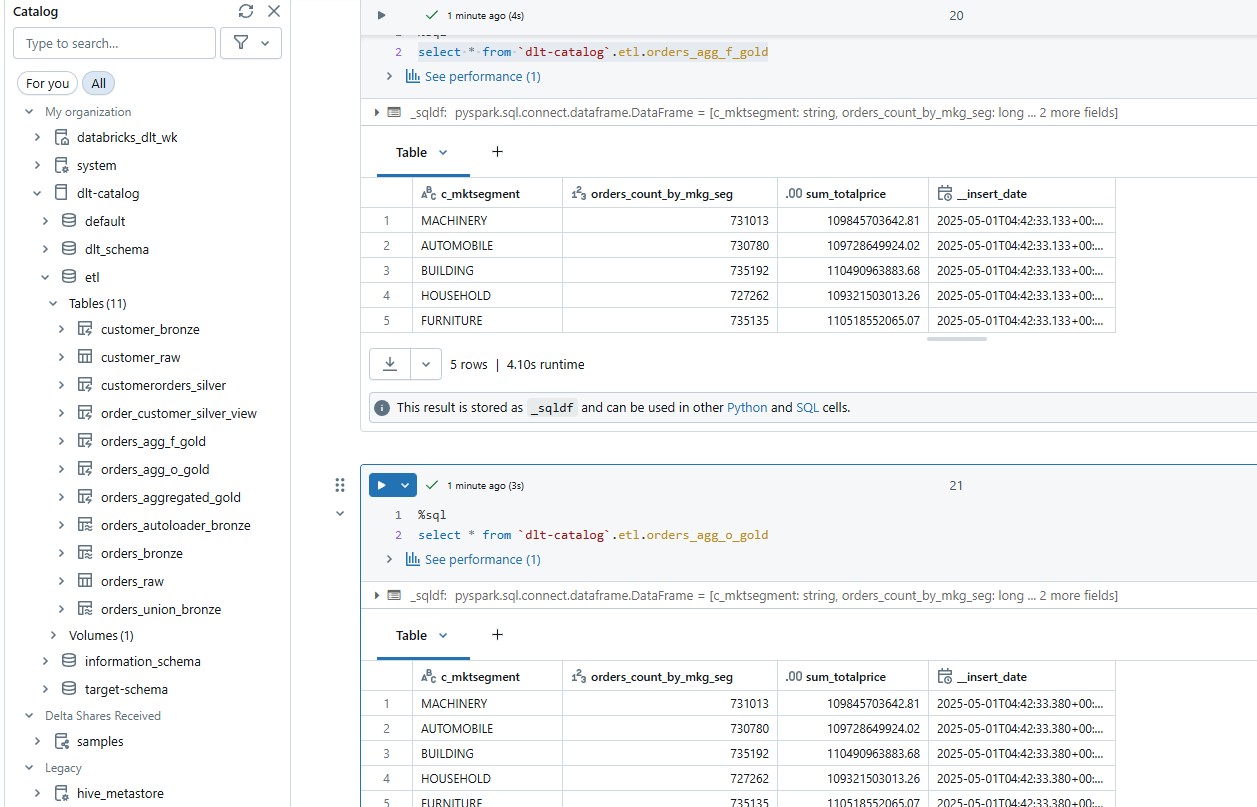 Catalog
Type to search...
For you All
My organization
databricks_dlt_wk
system
dlt-catalog
default
dlt_schema
etl
Tables (11)
customer_bronze
customer_raw
customerorders_silver
order_customer_silver_view
orders_agg_f_gold
orders_agg_o_gold
orders_aggregated_gold
orders_autoloader_bronze
orders_bronze
orders_raw
orders_union_bronze
Volumes (1)
information_schema
target-schema
Delta Shares Received
samples
Legacy
hive_metastore
1 minute ago (4s) 20
2 select * from `dlt-catalog`.etl.orders_agg_f_gold
See performance (1)
_sqldf: pyspark.sql.connect.dataframe.DataFrame = [c_mktsegment: string, orders_count_by_mkg_seg: long ... 2 more fields]
Table +
ABC c_mktsegment 123 orders_count_by_mkg_seg .00 sum_totalprice __insert_date
1 MACHINERY 731013 109845703642.81 2025-05-01T04:42:33.133+00:...
2 AUTOMOBILE 730780 109728649924.02 2025-05-01T04:42:33.133+00:...
3 BUILDING 735192 110490963883.68 2025-05-01T04:42:33.133+00:...
4 HOUSEHOLD 727262 109321503013.26 2025-05-01T04:42:33.133+00:...
5 FURNITURE 735135 110518552065.07 2025-05-01T04:42:33.133+00:...
5 rows | 4.10s runtime
This result is stored as _sqldf and can be used in other Python and SQL cells.
1 minute ago (3s) 21
1 %sql
2 select * from `dlt-catalog`.etl.orders_agg_o_gold
See performance (1)
_sqldf: pyspark.sql.connect.dataframe.DataFrame = [c_mktsegment: string, orders_count_by_mkg_seg: long ... 2 more fields]
Table +
ABC c_mktsegment 123 orders_count_by_mkg_seg .00 sum_totalprice __insert_date
1 MACHINERY 731013 109845703642.81 2025-05-01T04:42:33.380+00:...
2 AUTOMOBILE 730780 109728649924.02 2025-05-01T04:42:33.380+00:...
3 BUILDING 735192 110490963883.68 2025-05-01T04:42:33.380+00:...
4 HOUSEHOLD 727262 109321503013.26 2025-05-01T04:42:33.380+00:...
5 FURNITURE 735135 110518552065.07 2025-05-01T04:42:33.380+00:...